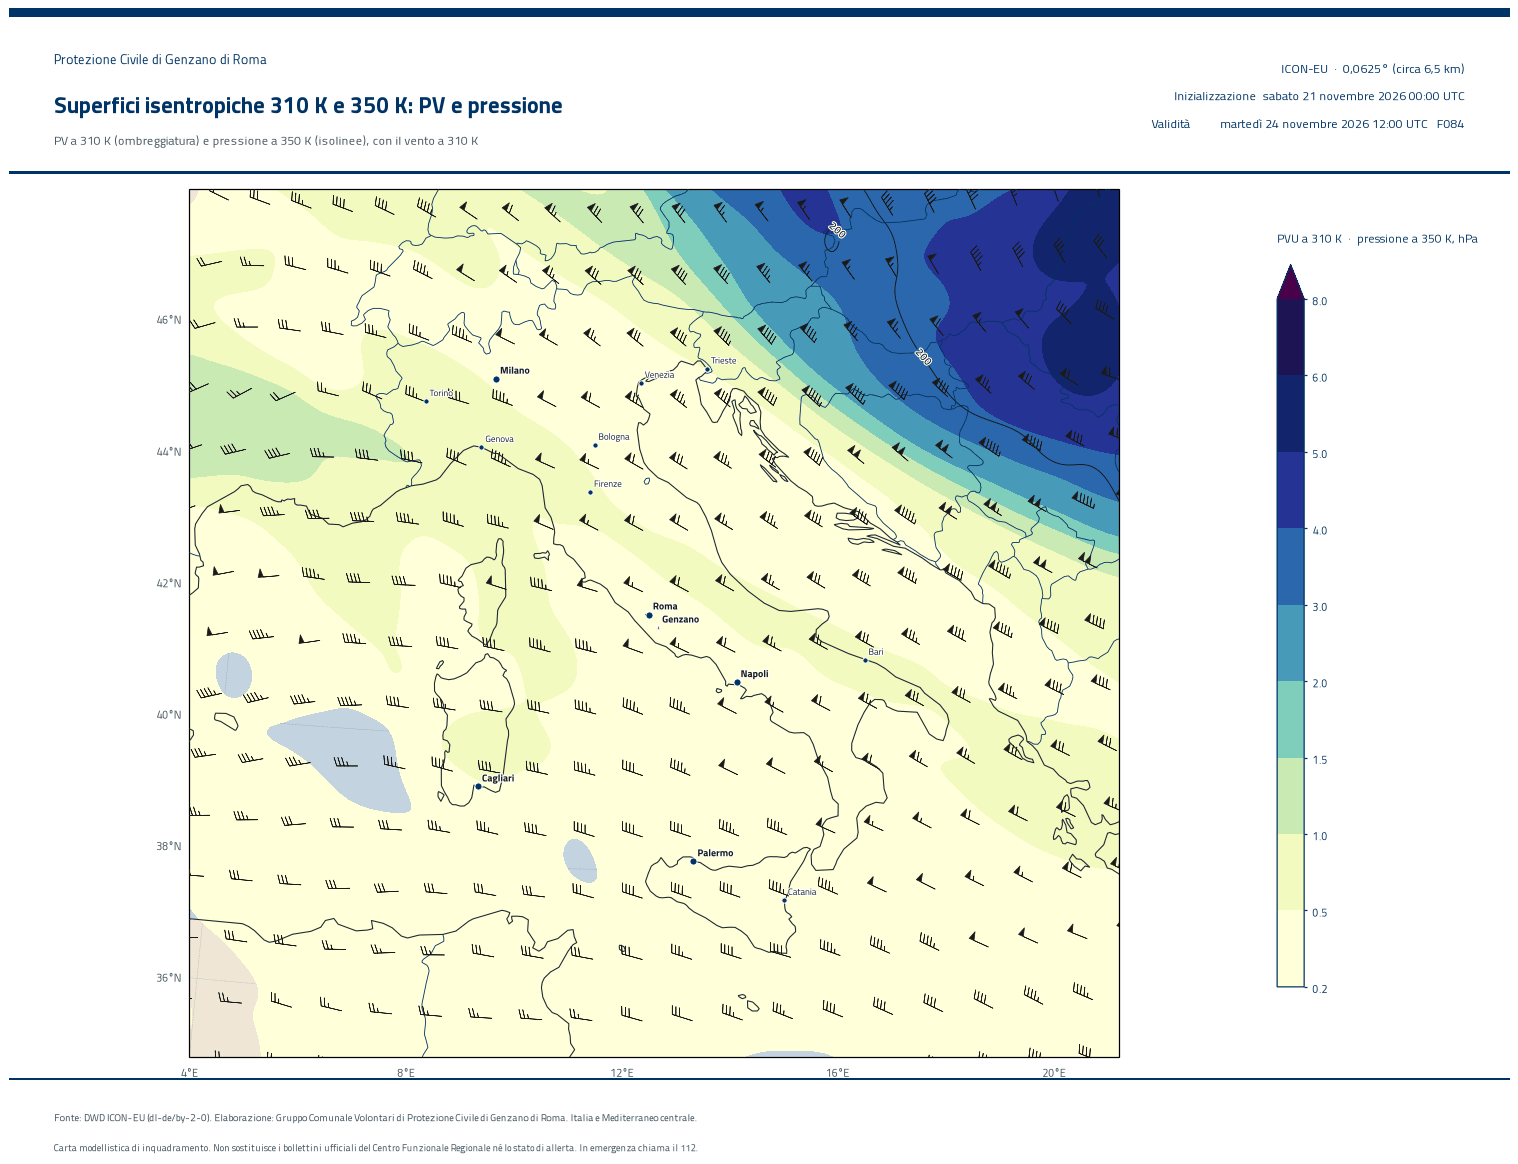 Protezione Civile di Genzano di Roma
Superfici isentropiche 310 K e 350 K: PV e pressione
PV a 310 K (ombreggiatura) e pressione a 350 K (isolinee), con il vento a 310 K
ICON-EU · 0,0625° (circa 6,5 km)
Inizializzazione sabato 21 novembre 2026 00:00 UTC
Validità martedì 24 novembre 2026 12:00 UTC F084
PVU a 310 K · pressione a 350 K, hPa
8.0
6.0
5.0
4.0
3.0
2.0
1.5
1.0
0.5
0.2
200
200
46°N
44°N
42°N
40°N
38°N
36°N
4°E
8°E
12°E
16°E
20°E
Trieste
Milano
Venezia
Torino
Genova
Bologna
Firenze
Roma
Genzano
Bari
Napoli
Cagliari
Palermo
Catania
Fonte: DWD ICON-EU (dl-de/by-2-0). Elaborazione: Gruppo Comunale Volontari di Protezione Civile di Genzano di Roma. Italia e Mediterraneo centrale.
Carta modellistica di inquadramento. Non sostituisce i bollettini ufficiali del Centro Funzionale Regionale né lo stato di allerta. In emergenza chiama il 112.